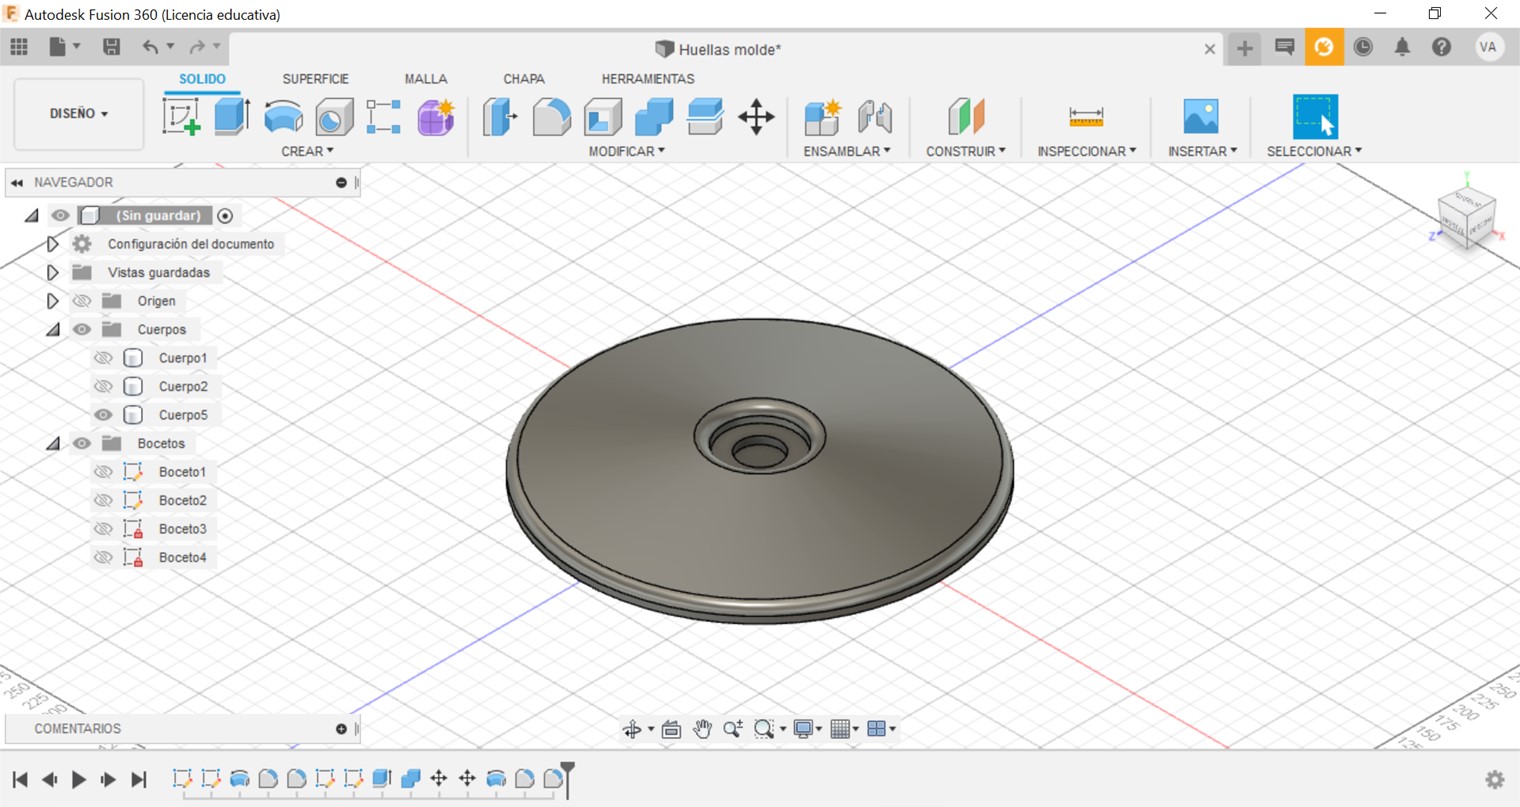 Autodesk Fusion 360 (Licencia educativa)
Huellas molde*
VA
DISEÑO
SOLIDO SUPERFICIE MALLA CHAPA HERRAMIENTAS
CREAR MODIFICAR ENSAMBLAR CONSTRUIR INSPECCIONAR INSERTAR SELECCIONAR
NAVEGADOR
(Sin guardar)
Configuración del documento
Vistas guardadas
Origen
Cuerpos
Cuerpo1
Cuerpo2
Cuerpo5
Bocetos
Boceto1
Boceto2
Boceto3
Boceto4
Y
Z
X
250
225
250
225
200
175
150
125
COMENTARIOS